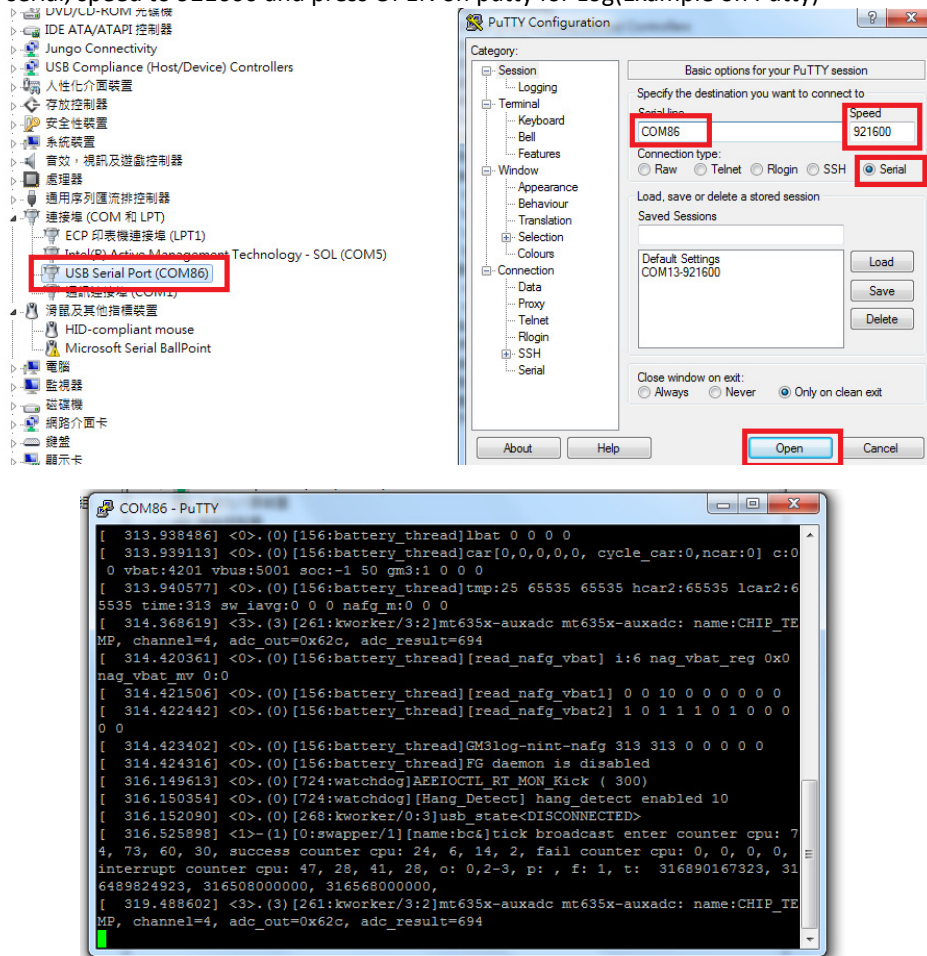 serial, speed to 921600 and press OPEN on putty for Log(Example on Putty)
DVD/CD-ROM 光碟機
IDE ATA/ATAPI 控制器
Jungo Connectivity
USB Compliance (Host/Device) Controllers
人性化介面裝置
存放控制器
安全性裝置
系統裝置
音效，視訊及遊戲控制器
處理器
通用序列匯流排控制器
連接埠 (COM 和 LPT)
ECP 印表機連接埠 (LPT1)
Intel(R) Active Management Technology - SOL (COM5)
USB Serial Port (COM86)
通訊連接埠 (COM1)
滑鼠及其他指標裝置
HID-compliant mouse
Microsoft Serial BallPoint
電腦
監視器
磁碟機
網路介面卡
鍵盤
顯示卡
PuTTY Configuration
Category:
Session
Logging
Terminal
Keyboard
Bell
Features
Window
Appearance
Behaviour
Translation
Selection
Colours
Connection
Data
Proxy
Telnet
Rlogin
SSH
Serial
Basic options for your PuTTY session
Specify the destination you want to connect to
Serial line Speed
COM86 921600
Connection type:
Raw Telnet Rlogin SSH Serial
Load, save or delete a stored session
Saved Sessions
Default Settings
COM13-921600
Load
Save
Delete
Close window on exit:
Always Never Only on clean exit
About Help Open Cancel
COM86 - PuTTY
[  313.938486] <0>.(0)[156:battery_thread]lbat 0 0 0 0
[  313.939113] <0>.(0)[156:battery_thread]car[0,0,0,0,0, cycle_car:0,ncar:0] c:0
 0 vbat:4201 vbus:5001 soc:-1 50 gm3:1 0 0 0
[  313.940577] <0>.(0)[156:battery_thread]tmp:25 65535 65535 hcar2:65535 lcar2:6
5535 time:313 sw_iavg:0 0 0 nafg_m:0 0 0
[  314.368619] <3>.(3)[261:kworker/3:2]mt635x-auxadc mt635x-auxadc: name:CHIP_TE
MP, channel=4, adc_out=0x62c, adc_result=694
[  314.420361] <0>.(0)[156:battery_thread][read_nafg_vbat] i:6 nag_vbat_reg 0x0
nag_vbat_mv 0:0
[  314.421506] <0>.(0)[156:battery_thread][read_nafg_vbat1] 0 0 10 0 0 0 0 0 0
[  314.422442] <0>.(0)[156:battery_thread][read_nafg_vbat2] 1 0 1 1 1 0 1 0 0 0
0 0
[  314.423402] <0>.(0)[156:battery_thread]GM3log-nint-nafg 313 313 0 0 0 0 0
[  314.424316] <0>.(0)[156:battery_thread]FG daemon is disabled
[  316.149613] <0>.(0)[724:watchdog]AEEIOCTL_RT_MON_Kick ( 300)
[  316.150354] <0>.(0)[724:watchdog][Hang_Detect] hang_detect enabled 10
[  316.152090] <0>.(0)[268:kworker/0:3]usb_state<DISCONNECTED>
[  316.525898] <1>-(1)[0:swapper/1][name:bc&]tick broadcast enter counter cpu: 7
4, 73, 60, 30, success counter cpu: 24, 6, 14, 2, fail counter cpu: 0, 0, 0, 0,
interrupt counter cpu: 47, 28, 41, 28, o: 0,2-3, p: , f: 1, t:  316890167323, 31
6489824923, 316508000000, 316568000000,
[  319.488602] <3>.(3)[261:kworker/3:2]mt635x-auxadc mt635x-auxadc: name:CHIP_TE
MP, channel=4, adc_out=0x62c, adc_result=694